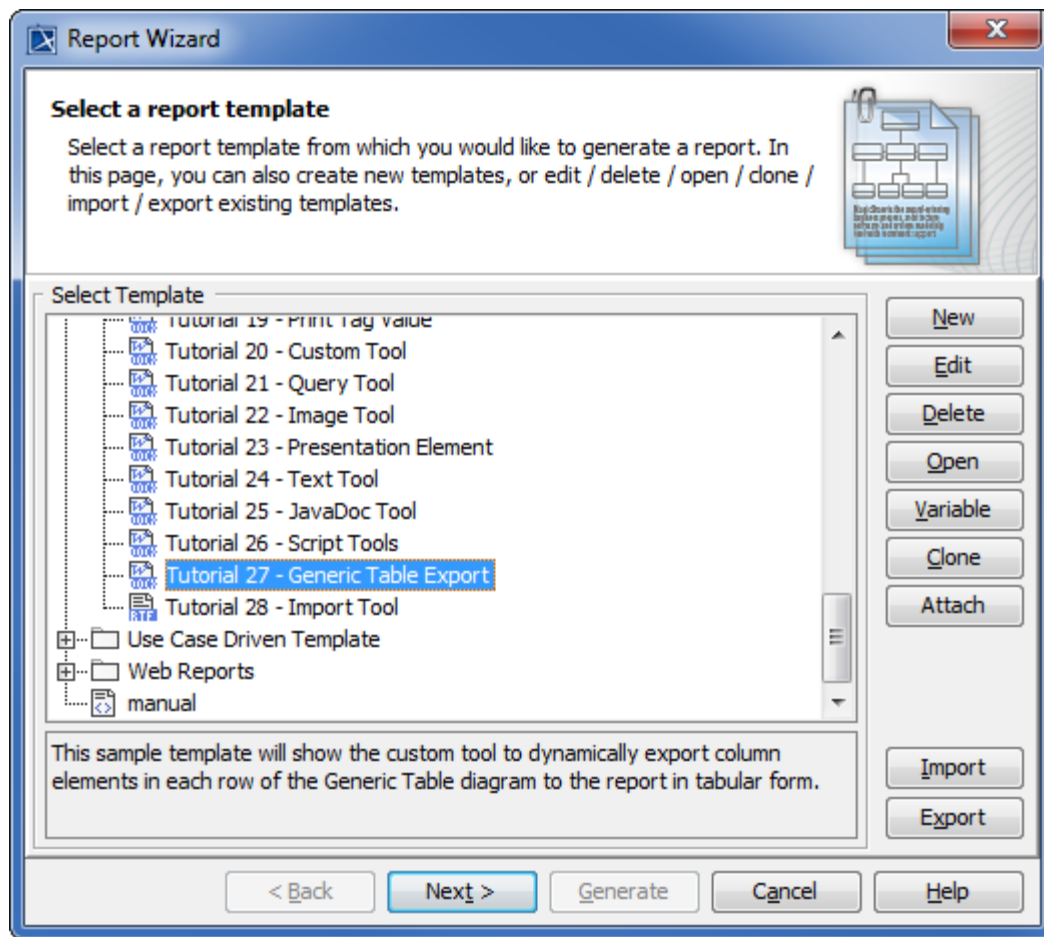 Report Wizard
Select a report template
Select a report template from which you would like to generate a report. In
this page, you can also create new templates, or edit / delete / open / clone /
import / export existing templates.
Select Template
Tutorial 19 - Print Tag Value
Tutorial 20 - Custom Tool
Tutorial 21 - Query Tool
Tutorial 22 - Image Tool
Tutorial 23 - Presentation Element
Tutorial 24 - Text Tool
Tutorial 25 - JavaDoc Tool
Tutorial 26 - Script Tools
Tutorial 27 - Generic Table Export
RTF Tutorial 28 - Import Tool
Use Case Driven Template
Web Reports
manual
New
Edit
Delete
Open
Variable
Clone
Attach
This sample template will show the custom tool to dynamically export column
elements in each row of the Generic Table diagram to the report in tabular form.
Import
Export
< Back
Next >
Generate
Cancel
Help